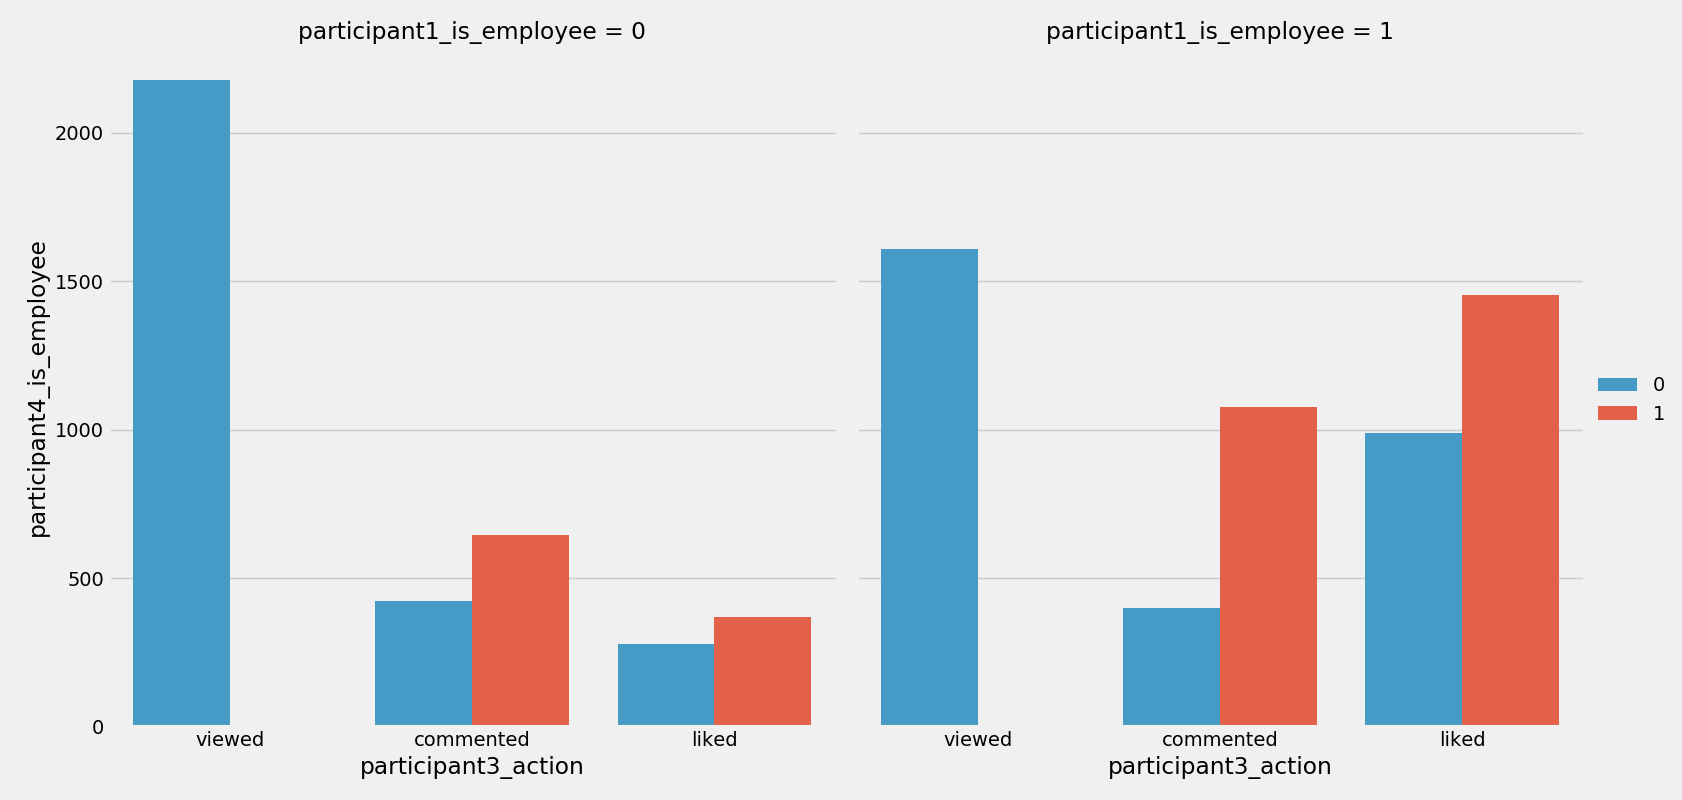 participant1_is_employee = 0
participant1_is_employee = 1
participant4_is_employee
2000
1500
1000
500
0
viewed
commented
liked
participant3_action
viewed
commented
liked
participant3_action
0
1